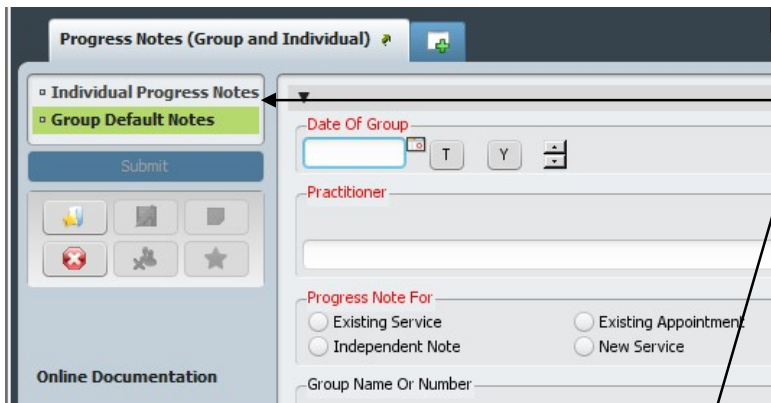 Progress Notes (Group and Individual)
Individual Progress Notes
Group Default Notes
Submit
Online Documentation
Date Of Group
T Y
Practitioner
Progress Note For
Existing Service Existing Appointment
Independent Note New Service
Group Name Or Number